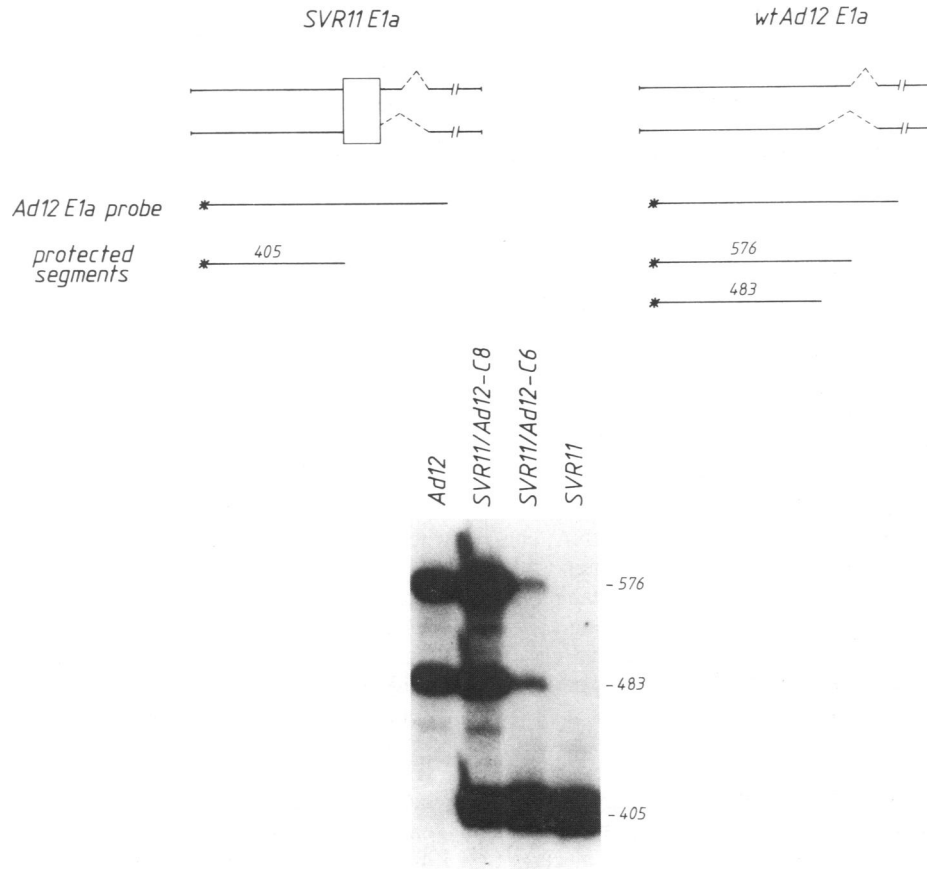 SVR11 E1a
wtAd12 E1a
Ad12 E1a probe
protected
segments
405
576
483
Ad12
SVR11/Ad12-C8
SVR11/Ad12-C6
SVR11
-576
-483
-405